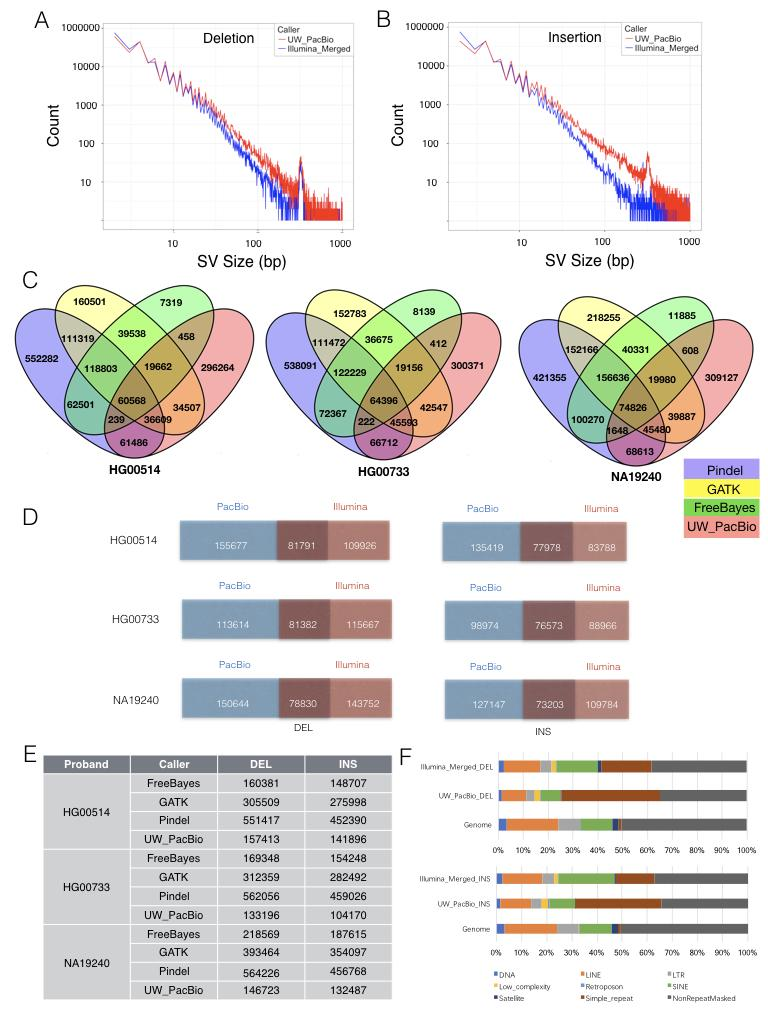 A
Deletion
Caller
UW_PacBio
Illumina_Merged
1000000
10000
1000
100
10
Count
10 100 1000
SV Size (bp)
B
Insertion
Caller
UW_PacBio
Illumina_Merged
1000000
10000
1000
100
10
Count
10 100 1000
SV Size (bp)
C
160501 7319
552282 111319 39538 458 296264
118803 19662
62501 60568 34507
239 36609
61486
HG00514
152783 8139
538091 111472 36675 412 300371
122229 19156
72367 64396 42547
222 45593
66712
HG00733
218255 11885
421355 152166 40331 608 309127
156636 19980
100270 74826 39887
1648 45480
68613
NA19240
Pindel
GATK
FreeBayes
UW_PacBio
D
PacBio Illumina PacBio Illumina
HG00514 155677 81791 109926 135419 77978 83788
PacBio Illumina PacBio Illumina
HG00733 113614 81382 115667 98974 76573 88966
PacBio Illumina PacBio Illumina
NA19240 150644 78830 143752 127147 73203 109784
DEL INS
E
Proband Caller DEL INS
HG00514
FreeBayes 160381 148707
GATK 305509 275998
Pindel 551417 452390
UW_PacBio 157413 141896
HG00733
FreeBayes 169348 154248
GATK 312359 282492
Pindel 562056 459026
UW_PacBio 133196 104170
NA19240
FreeBayes 218569 187615
GATK 393464 354097
Pindel 564226 456768
UW_PacBio 146723 132487
F
Illumina_Merged_DEL
UW_PacBio_DEL
Genome
0% 10% 20% 30% 40% 50% 60% 70% 80% 90% 100%
Illumina_Merged_INS
UW_PacBio_INS
Genome
0% 10% 20% 30% 40% 50% 60% 70% 80% 90% 100%
DNA LINE LTR
Low_complexity Retroposon SINE
Satellite Simple_repeat NonRepeatMasked